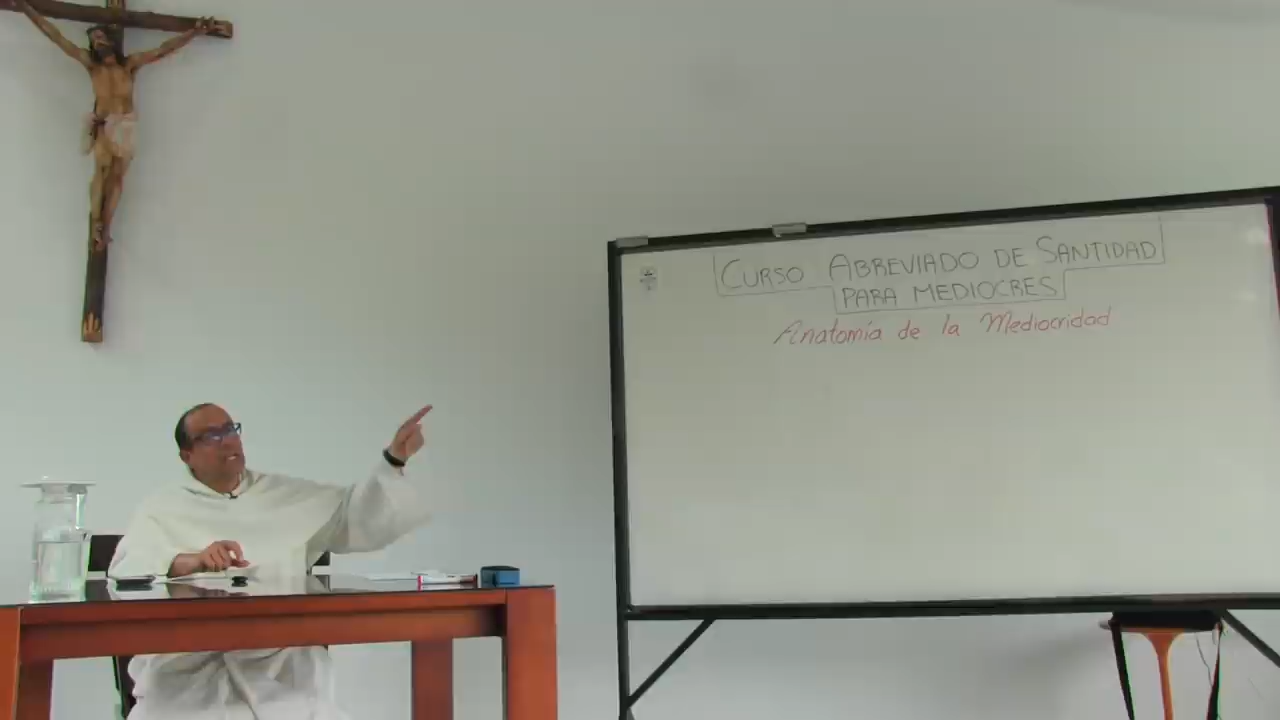 CURSO ABREVIADO DE SANTIDAD
PARA MEDIOCRES
Anatomía de la Mediocridad